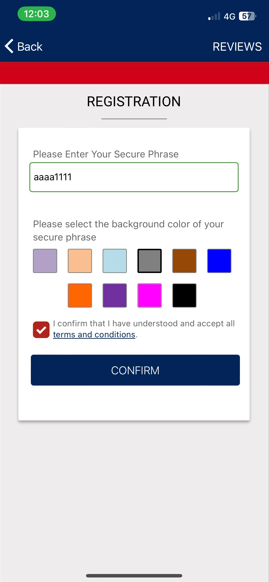 12:03
4G 57
Back
REVIEWS
REGISTRATION
Please Enter Your Secure Phrase
aaaa1111
Please select the background color of your
secure phrase
I confirm that I have understood and accept all
terms and conditions.
CONFIRM